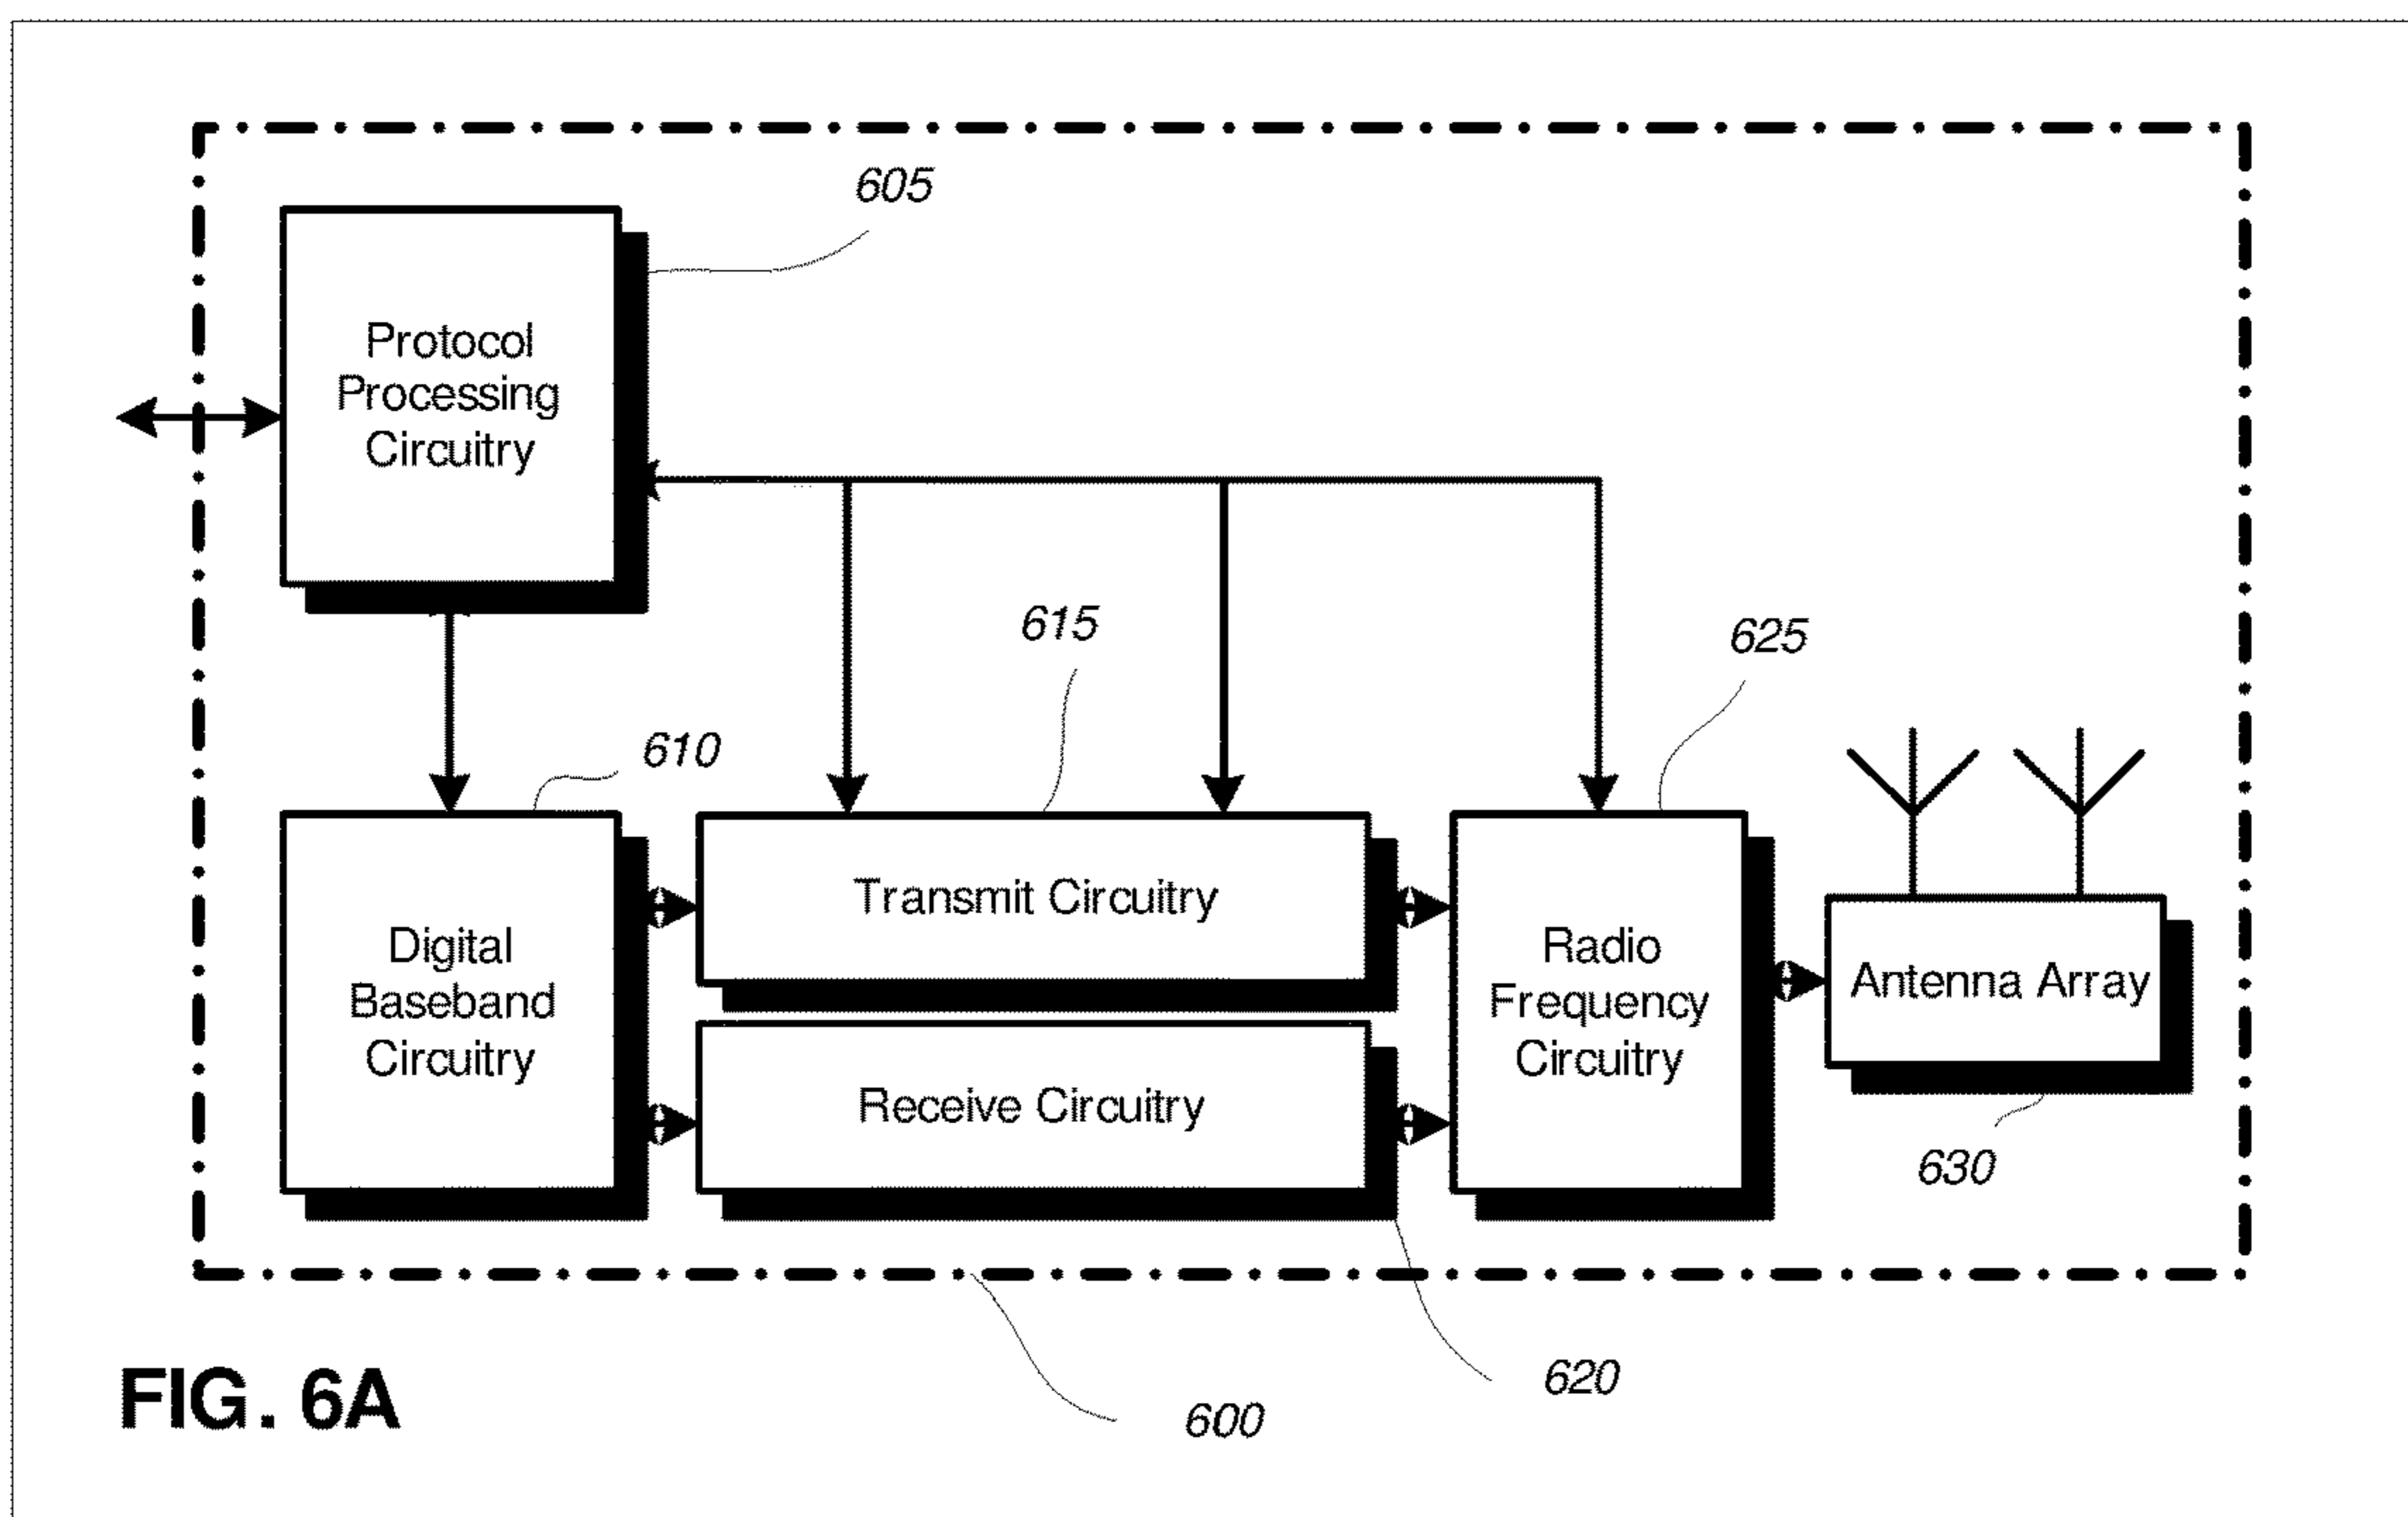 605
Protocol
Processing
Circuitry
615
625
610
Transmit Circuitry
Digital
Baseband
Circuitry
Radio
Frequency
Circuitry
Antenna Array
Receive Circuitry
630
620
600
FIG. 6A